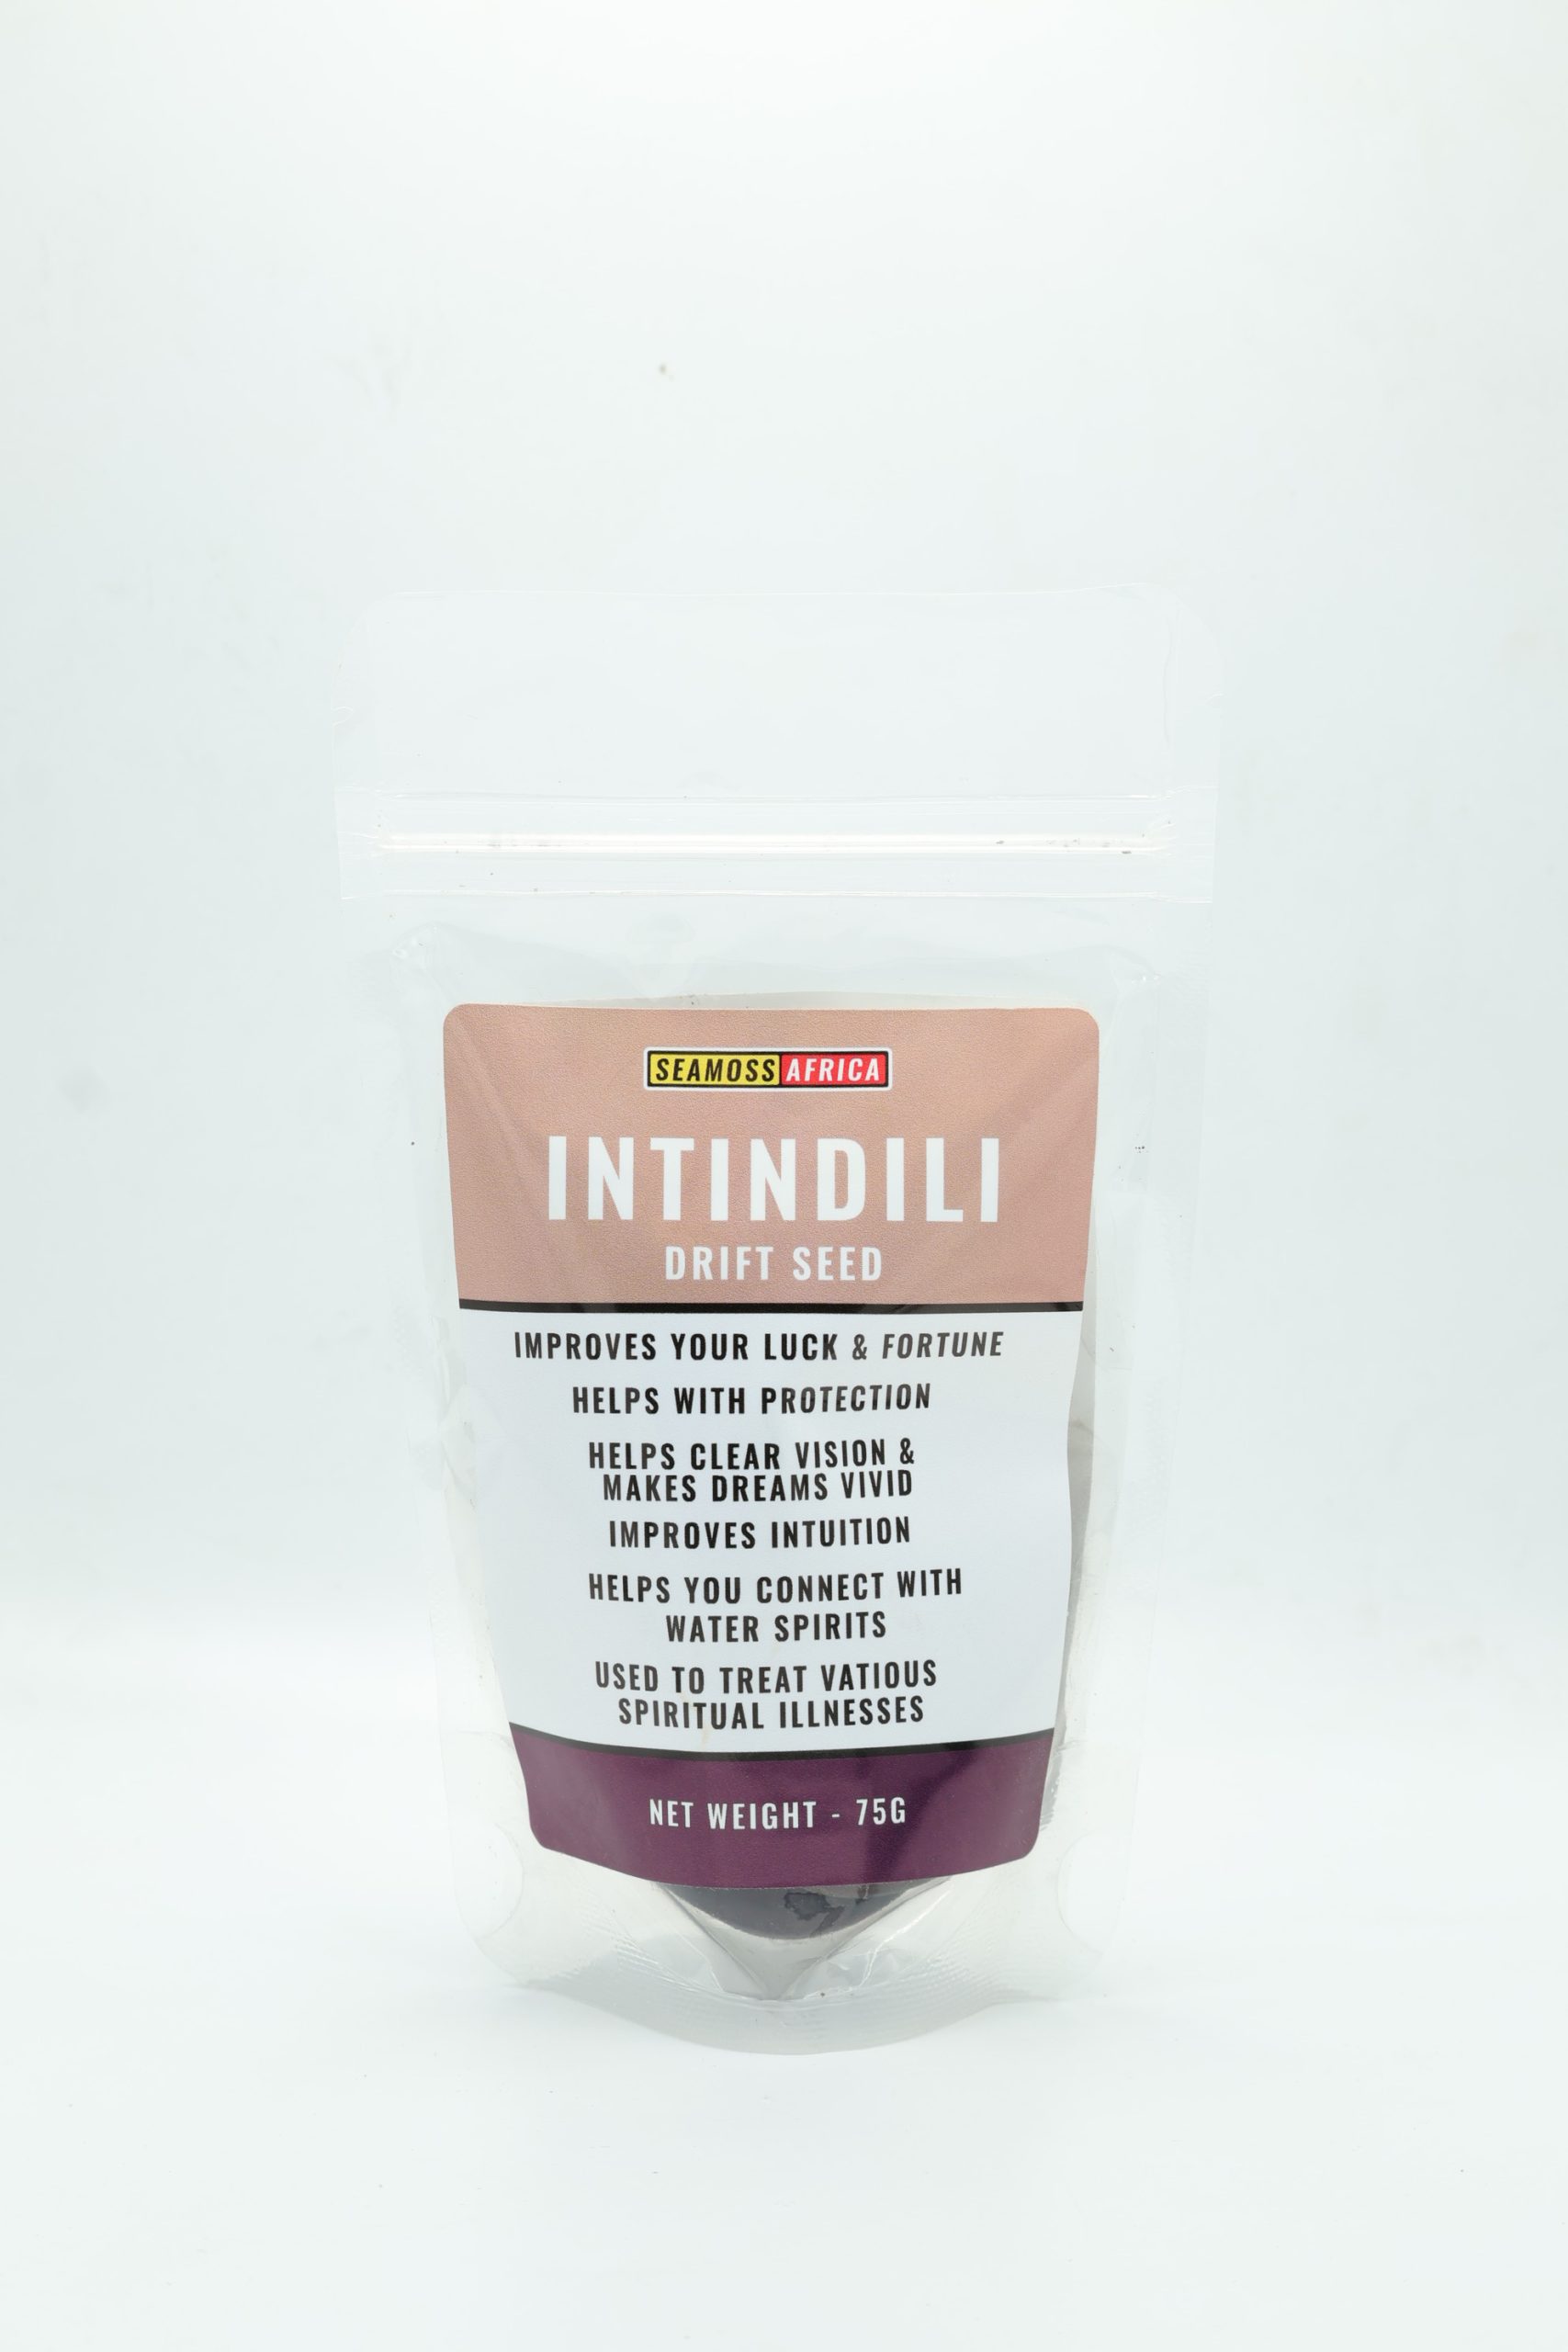 SEAMOSS AFRICA
INTINDILI
DRIFT SEED
IMPROVES YOUR LUCK & FORTUNE
HELPS WITH PROTECTION
HELPS CLEAR VISION &
MAKES DREAMS VIVID
IMPROVES INTUITION
HELPS YOU CONNECT WITH
WATER SPIRITS
USED TO TREAT VATIOUS
SPIRITUAL ILLNESSES
NET WEIGHT - 75G